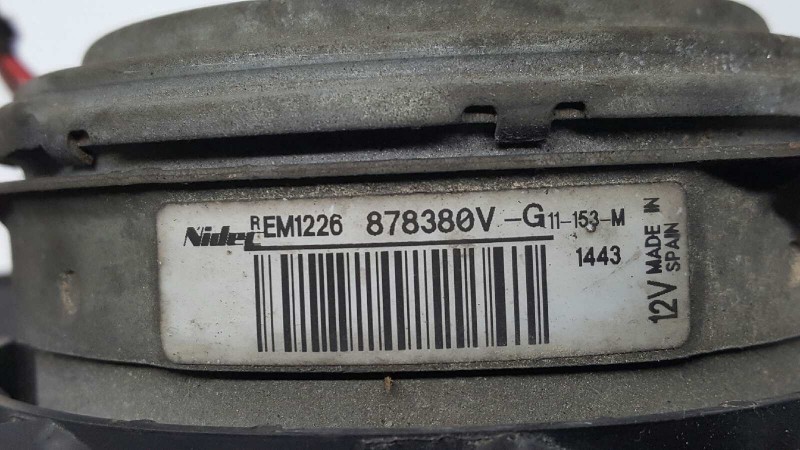 Nidec REM1226 878380V -G11-153-M
1443
12V MADE IN SPAIN